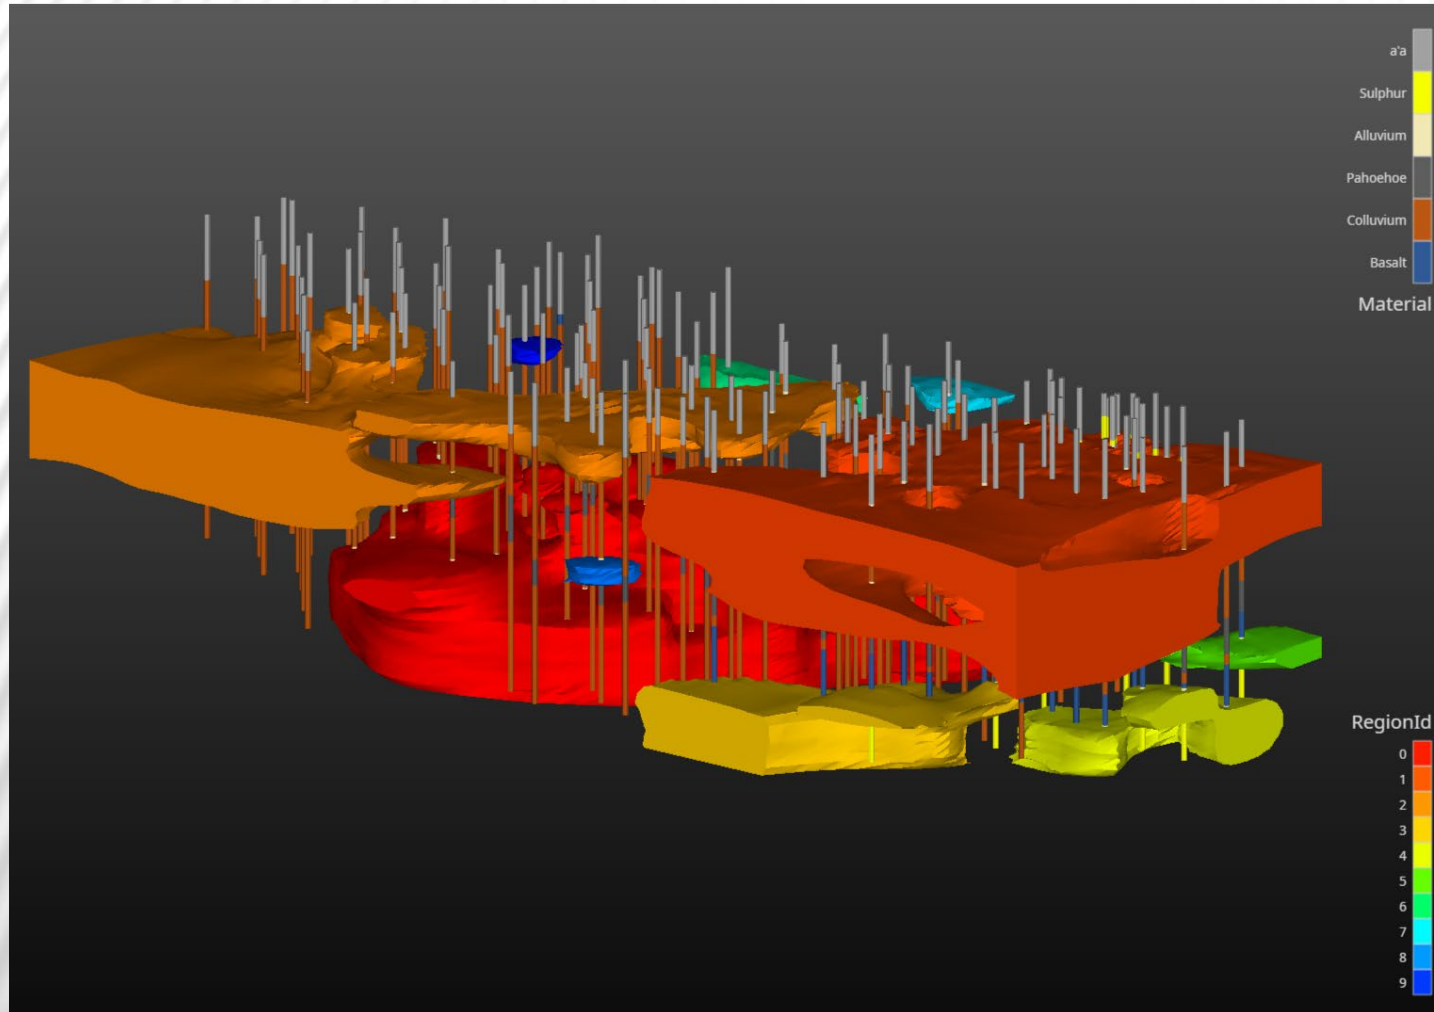 a'a
Sulphur
Alluvium
Pahoehoe
Colluvium
Basalt
Material
RegionId
0
1
2
3
4
5
6
7
8
9